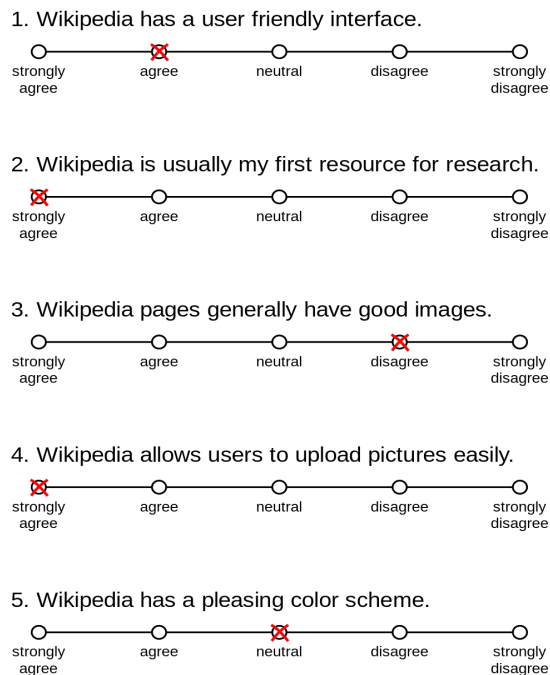 1. Wikipedia has a user friendly interface.
strongly agree neutral disagree strongly
agree disagree
2. Wikipedia is usually my first resource for research.
strongly agree neutral disagree strongly
agree disagree
3. Wikipedia pages generally have good images.
strongly agree neutral disagree strongly
agree disagree
4. Wikipedia allows users to upload pictures easily.
strongly agree neutral disagree strongly
agree disagree
5. Wikipedia has a pleasing color scheme.
strongly agree neutral disagree strongly
agree disagree